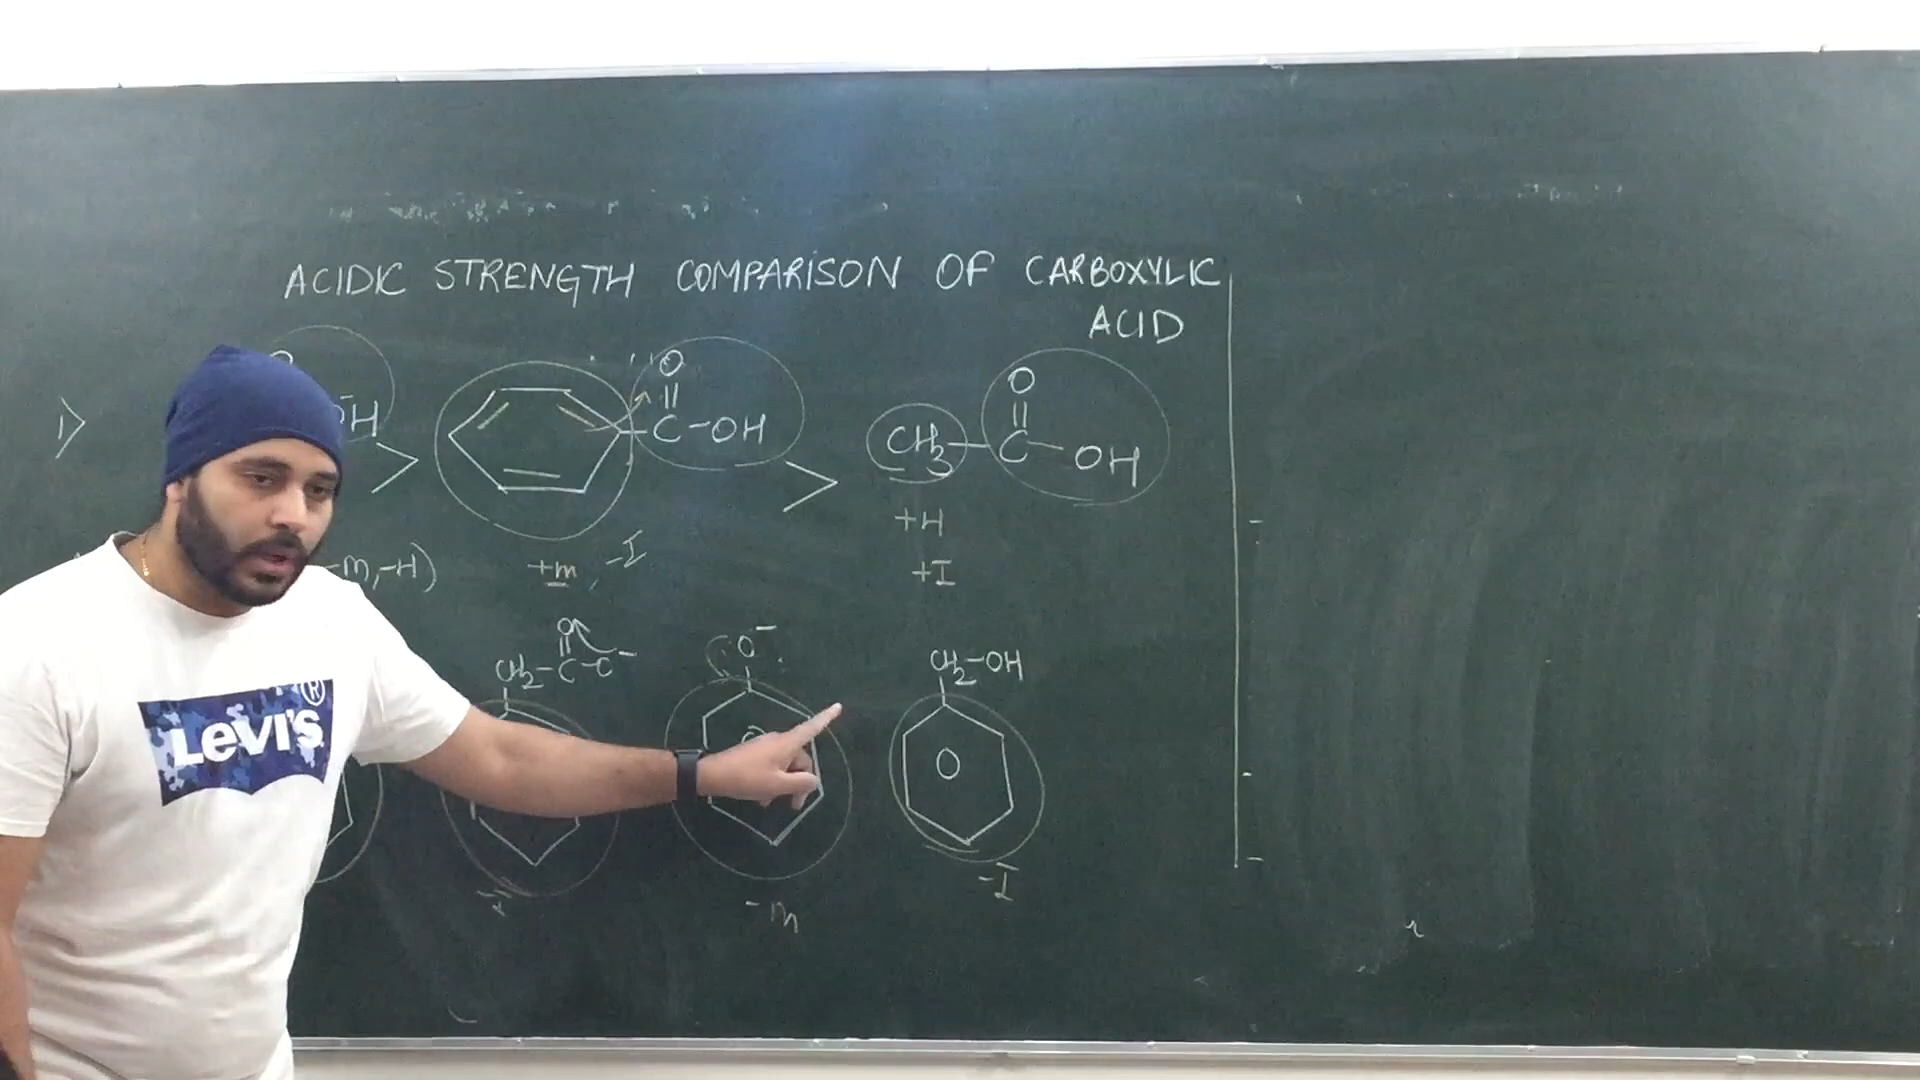 ACIDIC STRENGTH COMPARISON OF CARBOXYLIC
ACID
1)
OH > C-OH > CH3-C-OH
O
O
+H
-m,-H) +m, -I +I
O
CH2-C-O- O- CH2-OH
O
-m -I
LEVI'S ®